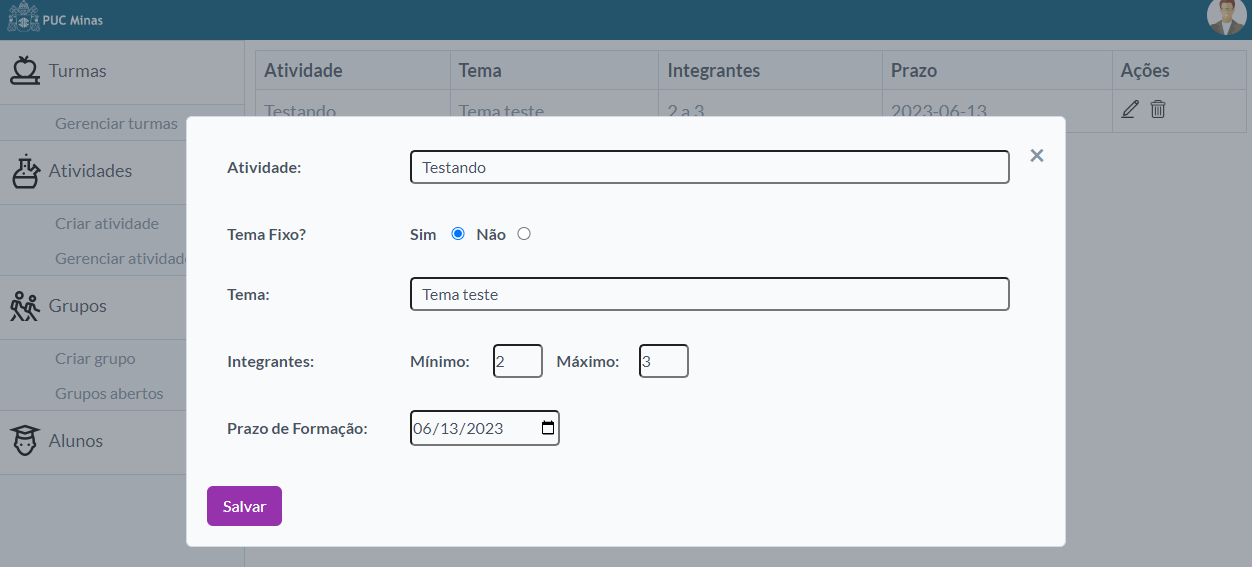 PUC Minas
Turmas
Gerenciar turmas
Atividades
Criar atividade
Gerenciar atividad
Grupos
Criar grupo
Grupos abertos
Alunos
Atividade Tema Integrantes Prazo Ações
Testando Tema teste 2 a 3 2023-06-13
×
Atividade: Testando
Tema Fixo? Sim Não
Tema: Tema teste
Integrantes: Mínimo: 2 Máximo: 3
Prazo de Formação: 06/13/2023
Salvar